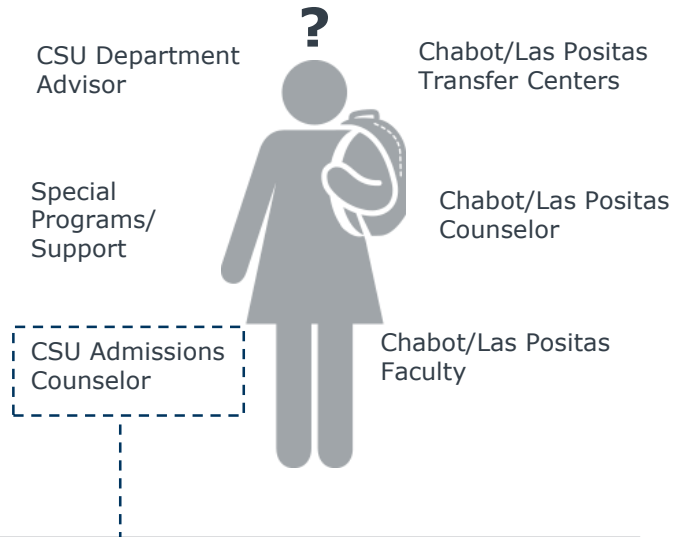 ?
CSU Department
Advisor
Chabot/Las Positas
Transfer Centers
Special
Programs/
Support
Chabot/Las Positas
Counselor
CSU Admissions
Counselor
Chabot/Las Positas
Faculty